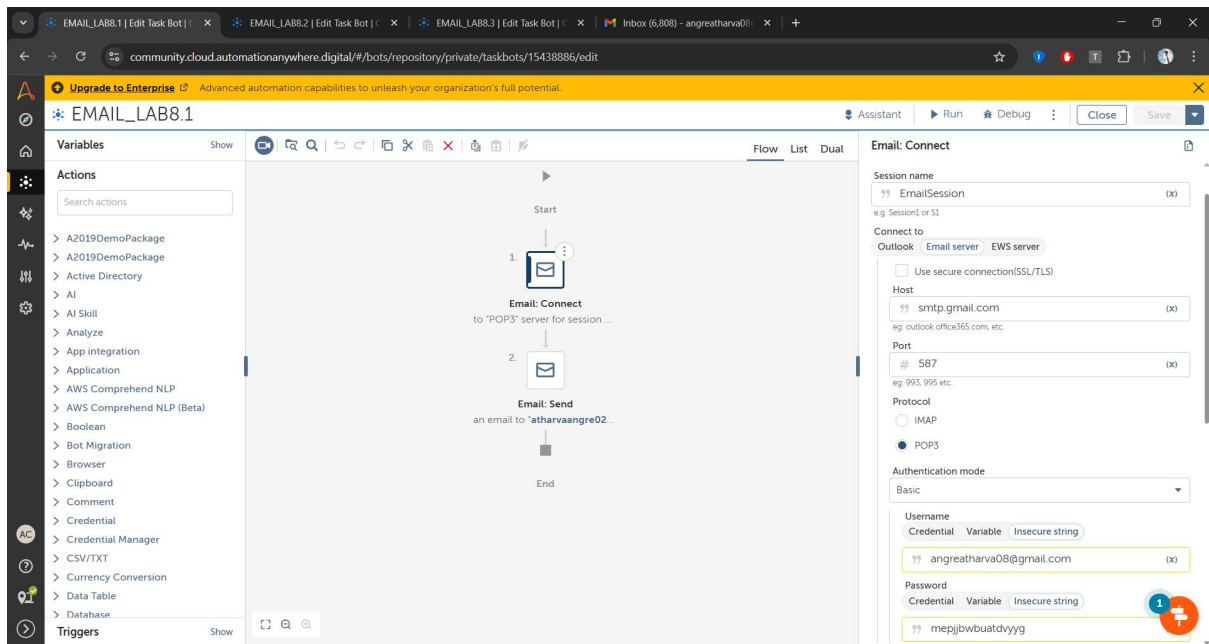 EMAIL_LAB8.1 | Edit Task Bot | C
EMAIL_LAB8.2 | Edit Task Bot | C
EMAIL_LAB8.3 | Edit Task Bot | C
Inbox (6,808) - angreatharva08
community.cloud.automationanywhere.digital/#/bots/repository/private/taskbots/15438886/edit
Upgrade to Enterprise Advanced automation capabilities to unleash your organization's full potential.
EMAIL_LAB8.1
Assistant Run Debug Close Save
Variables Show
Flow List Dual
Actions
Search actions
A2019DemoPackage
A2019DemoPackage
Active Directory
AI
AI Skill
Analyze
App integration
Application
AWS Comprehend NLP
AWS Comprehend NLP (Beta)
Boolean
Bot Migration
Browser
Clipboard
Comment
Credential
Credential Manager
CSV/TXT
Currency Conversion
Data Table
Database
Triggers Show
AC
Start
1.
Email: Connect
to "POP3" server for session ...
2.
Email: Send
an email to "atharvaangre02...
End
Email: Connect
Session name
EmailSession (x)
e.g. Session1 or S1
Connect to
Outlook Email server EWS server
Use secure connection(SSL/TLS)
Host
smtp.gmail.com (x)
eg: outlook.office365.com, etc.
Port
# 587 (x)
eg: 993, 995 etc.
Protocol
IMAP
POP3
Authentication mode
Basic
Username
Credential Variable Insecure string
angreatharva08@gmail.com (x)
Password
Credential Variable Insecure string
1
mepjjbwbuatdvyyg